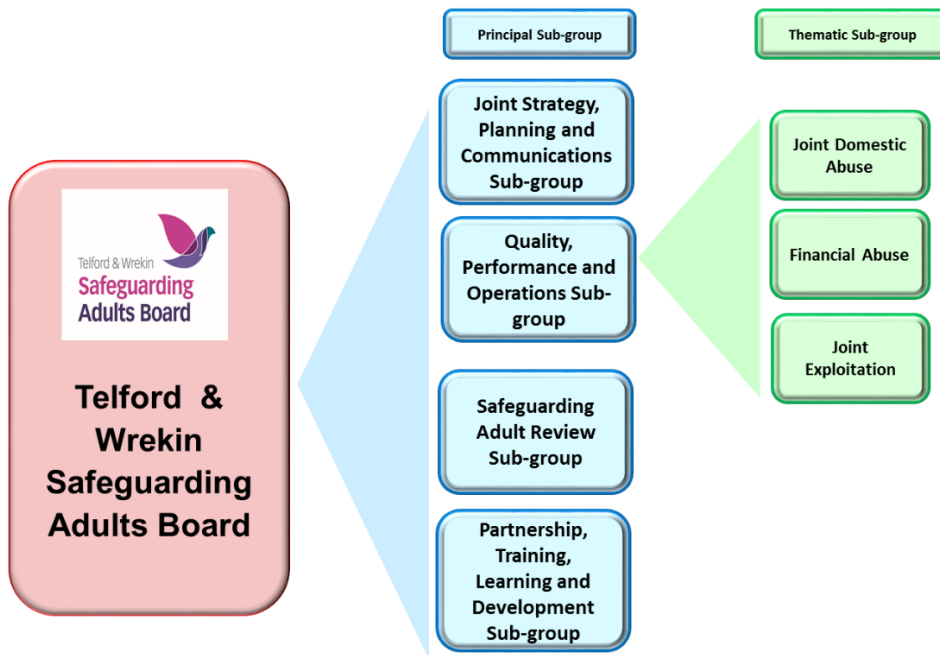 Telford & Wrekin
Safeguarding
Adults Board
Telford &
Wrekin
Safeguarding
Adults Board
Principal Sub-group
Joint Strategy,
Planning and
Communications
Sub-group
Quality,
Performance and
Operations Sub-
group
Safeguarding
Adult Review
Sub-group
Partnership,
Training,
Learning and
Development
Sub-group
Thematic Sub-group
Joint Domestic
Abuse
Financial Abuse
Joint
Exploitation